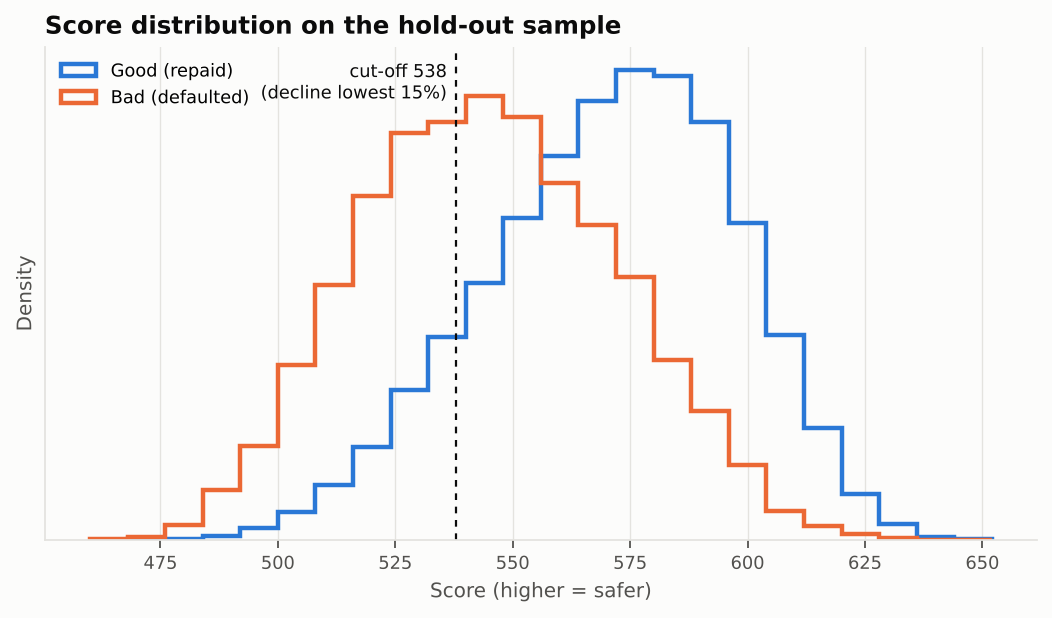 Score distribution on the hold-out sample
Good (repaid)
Bad (defaulted)
cut-off 538
(decline lowest 15%)
Density
475 500 525 550 575 600 625 650
Score (higher = safer)